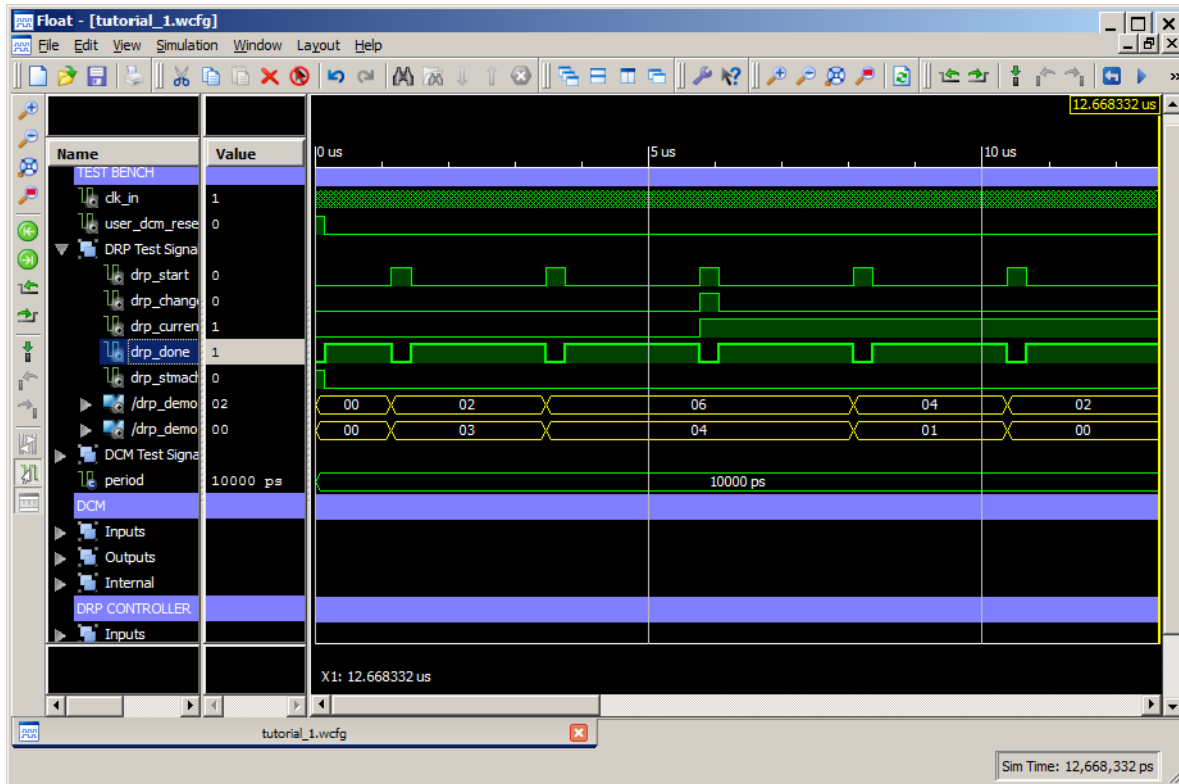 Float - [tutorial_1.wcfg]
File Edit View Simulation Window Layout Help
12.668332 us
Name Value 0 us 5 us 10 us
TEST BENCH
clk_in 1
user_dcm_rese 0
DRP Test Signa
drp_start 0
drp_chang 0
drp_curren 1
drp_done 1
drp_stmach 0
/drp_demo 02 00 02 06 04 02
/drp_demo 00 00 03 04 01 00
DCM Test Signa
period 10000 ps 10000 ps
DCM
Inputs
Outputs
Internal
DRP CONTROLLER
Inputs
X1: 12.668332 us
tutorial_1.wcfg
Sim Time: 12,668,332 ps